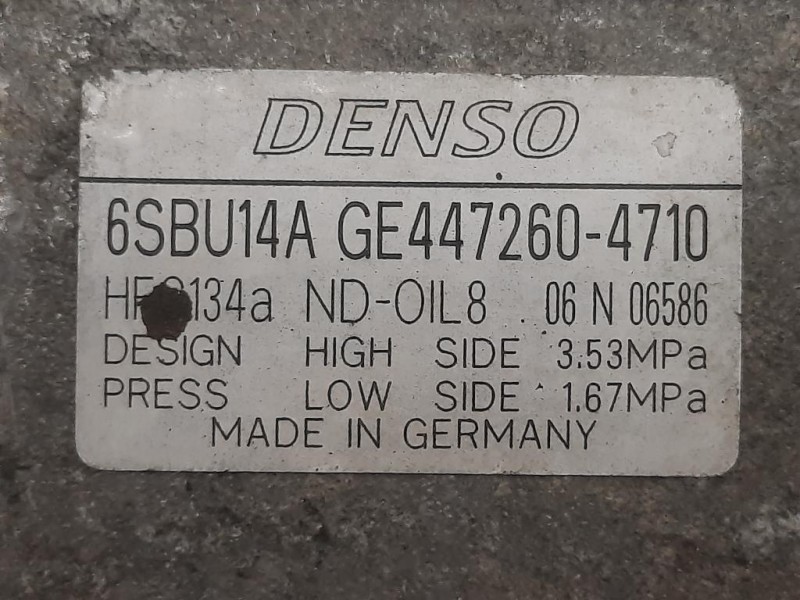 DENSO
6SBU14A GE447260-4710
HFC134a ND-OIL8 06 N 06586
DESIGN HIGH SIDE 3.53MPa
PRESS LOW SIDE 1.67MPa
MADE IN GERMANY